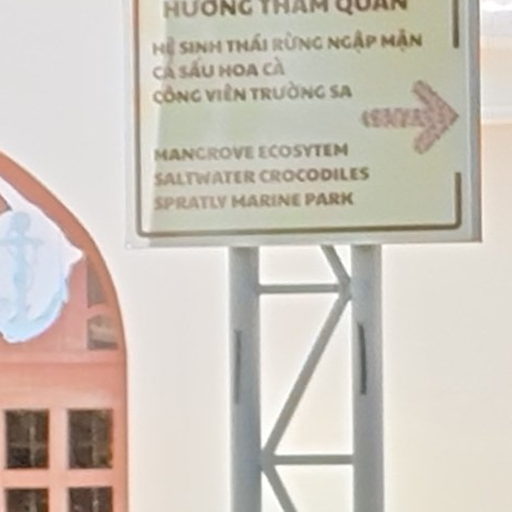 HƯỚNG THAM QUAN
HỆ SINH THÁI RỪNG NGẬP MẶN
CÁ SẤU HOA CÀ
CÔNG VIÊN TRƯỜNG SA
MANGROVE ECOSYTEM
SALTWATER CROCODILES
SPRATLY MARINE PARK